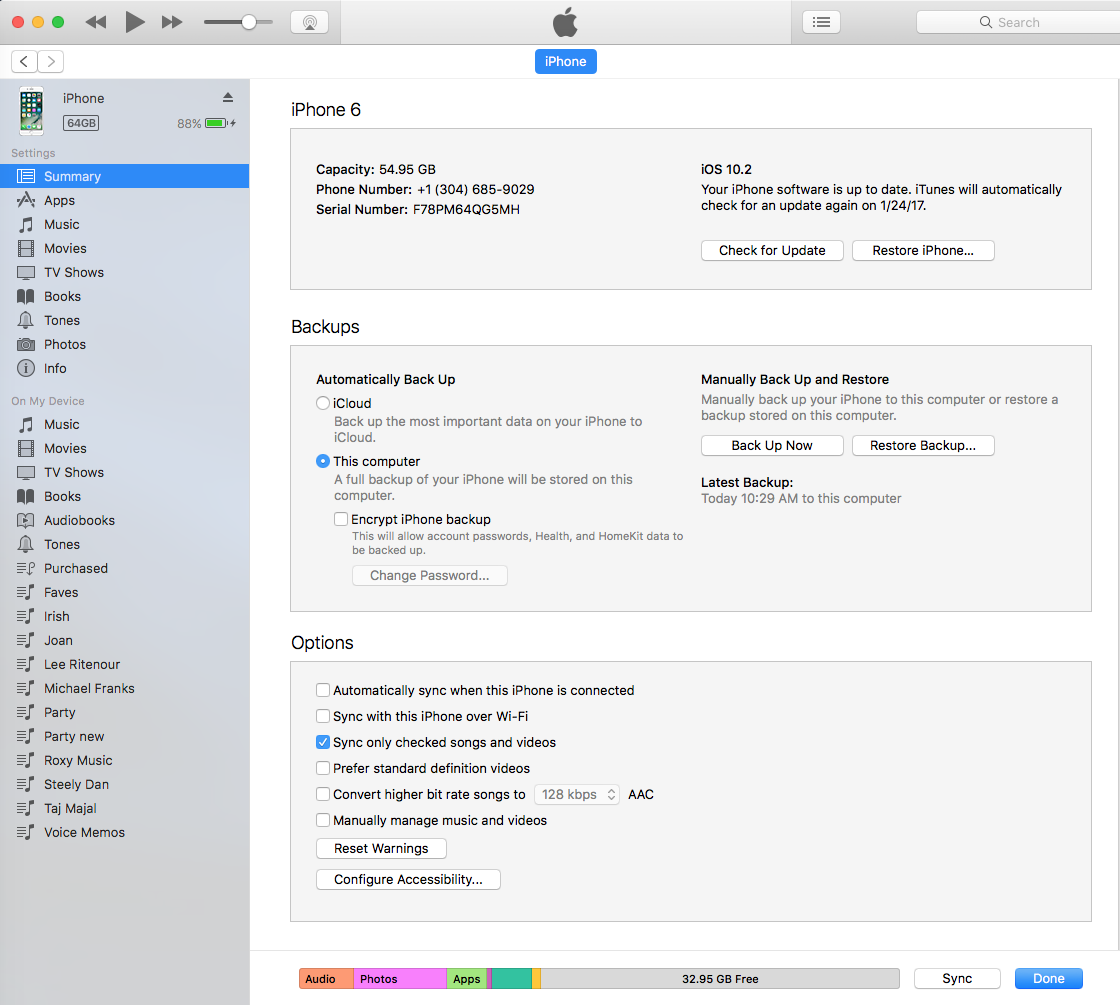 Search
iPhone
iPhone
64GB
88%
Settings
Summary
Apps
Music
Movies
TV Shows
Books
Tones
Photos
Info
On My Device
Music
Movies
TV Shows
Books
Audiobooks
Tones
Purchased
Faves
Irish
Joan
Lee Ritenour
Michael Franks
Party
Party new
Roxy Music
Steely Dan
Taj Majal
Voice Memos
iPhone 6
Capacity: 54.95 GB
Phone Number: +1 (304) 685-9029
Serial Number: F78PM64QG5MH
iOS 10.2
Your iPhone software is up to date. iTunes will automatically
check for an update again on 1/24/17.
Check for Update
Restore iPhone...
Backups
Automatically Back Up
iCloud
Back up the most important data on your iPhone to
iCloud.
This computer
A full backup of your iPhone will be stored on this
computer.
Encrypt iPhone backup
This will allow account passwords, Health, and HomeKit data to
be backed up.
Change Password...
Manually Back Up and Restore
Manually back up your iPhone to this computer or restore a
backup stored on this computer.
Back Up Now
Restore Backup...
Latest Backup:
Today 10:29 AM to this computer
Options
Automatically sync when this iPhone is connected
Sync with this iPhone over Wi-Fi
Sync only checked songs and videos
Prefer standard definition videos
Convert higher bit rate songs to 128 kbps AAC
Manually manage music and videos
Reset Warnings
Configure Accessibility...
Audio Photos Apps 32.95 GB Free
Sync
Done